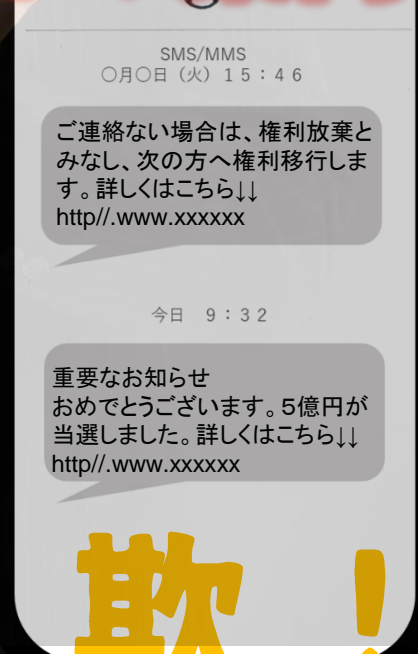 SMS/MMS
〇月〇日（火）１５：４６
ご連絡ない場合は、権利放棄と
みなし、次の方へ権利移行しま
す。詳しくはこちら↓↓
http//.www.xxxxxx
今日　９：３２
重要なお知らせ
おめでとうございます。５億円が
当選しました。詳しくはこちら↓↓
http//.www.xxxxxx
欺！